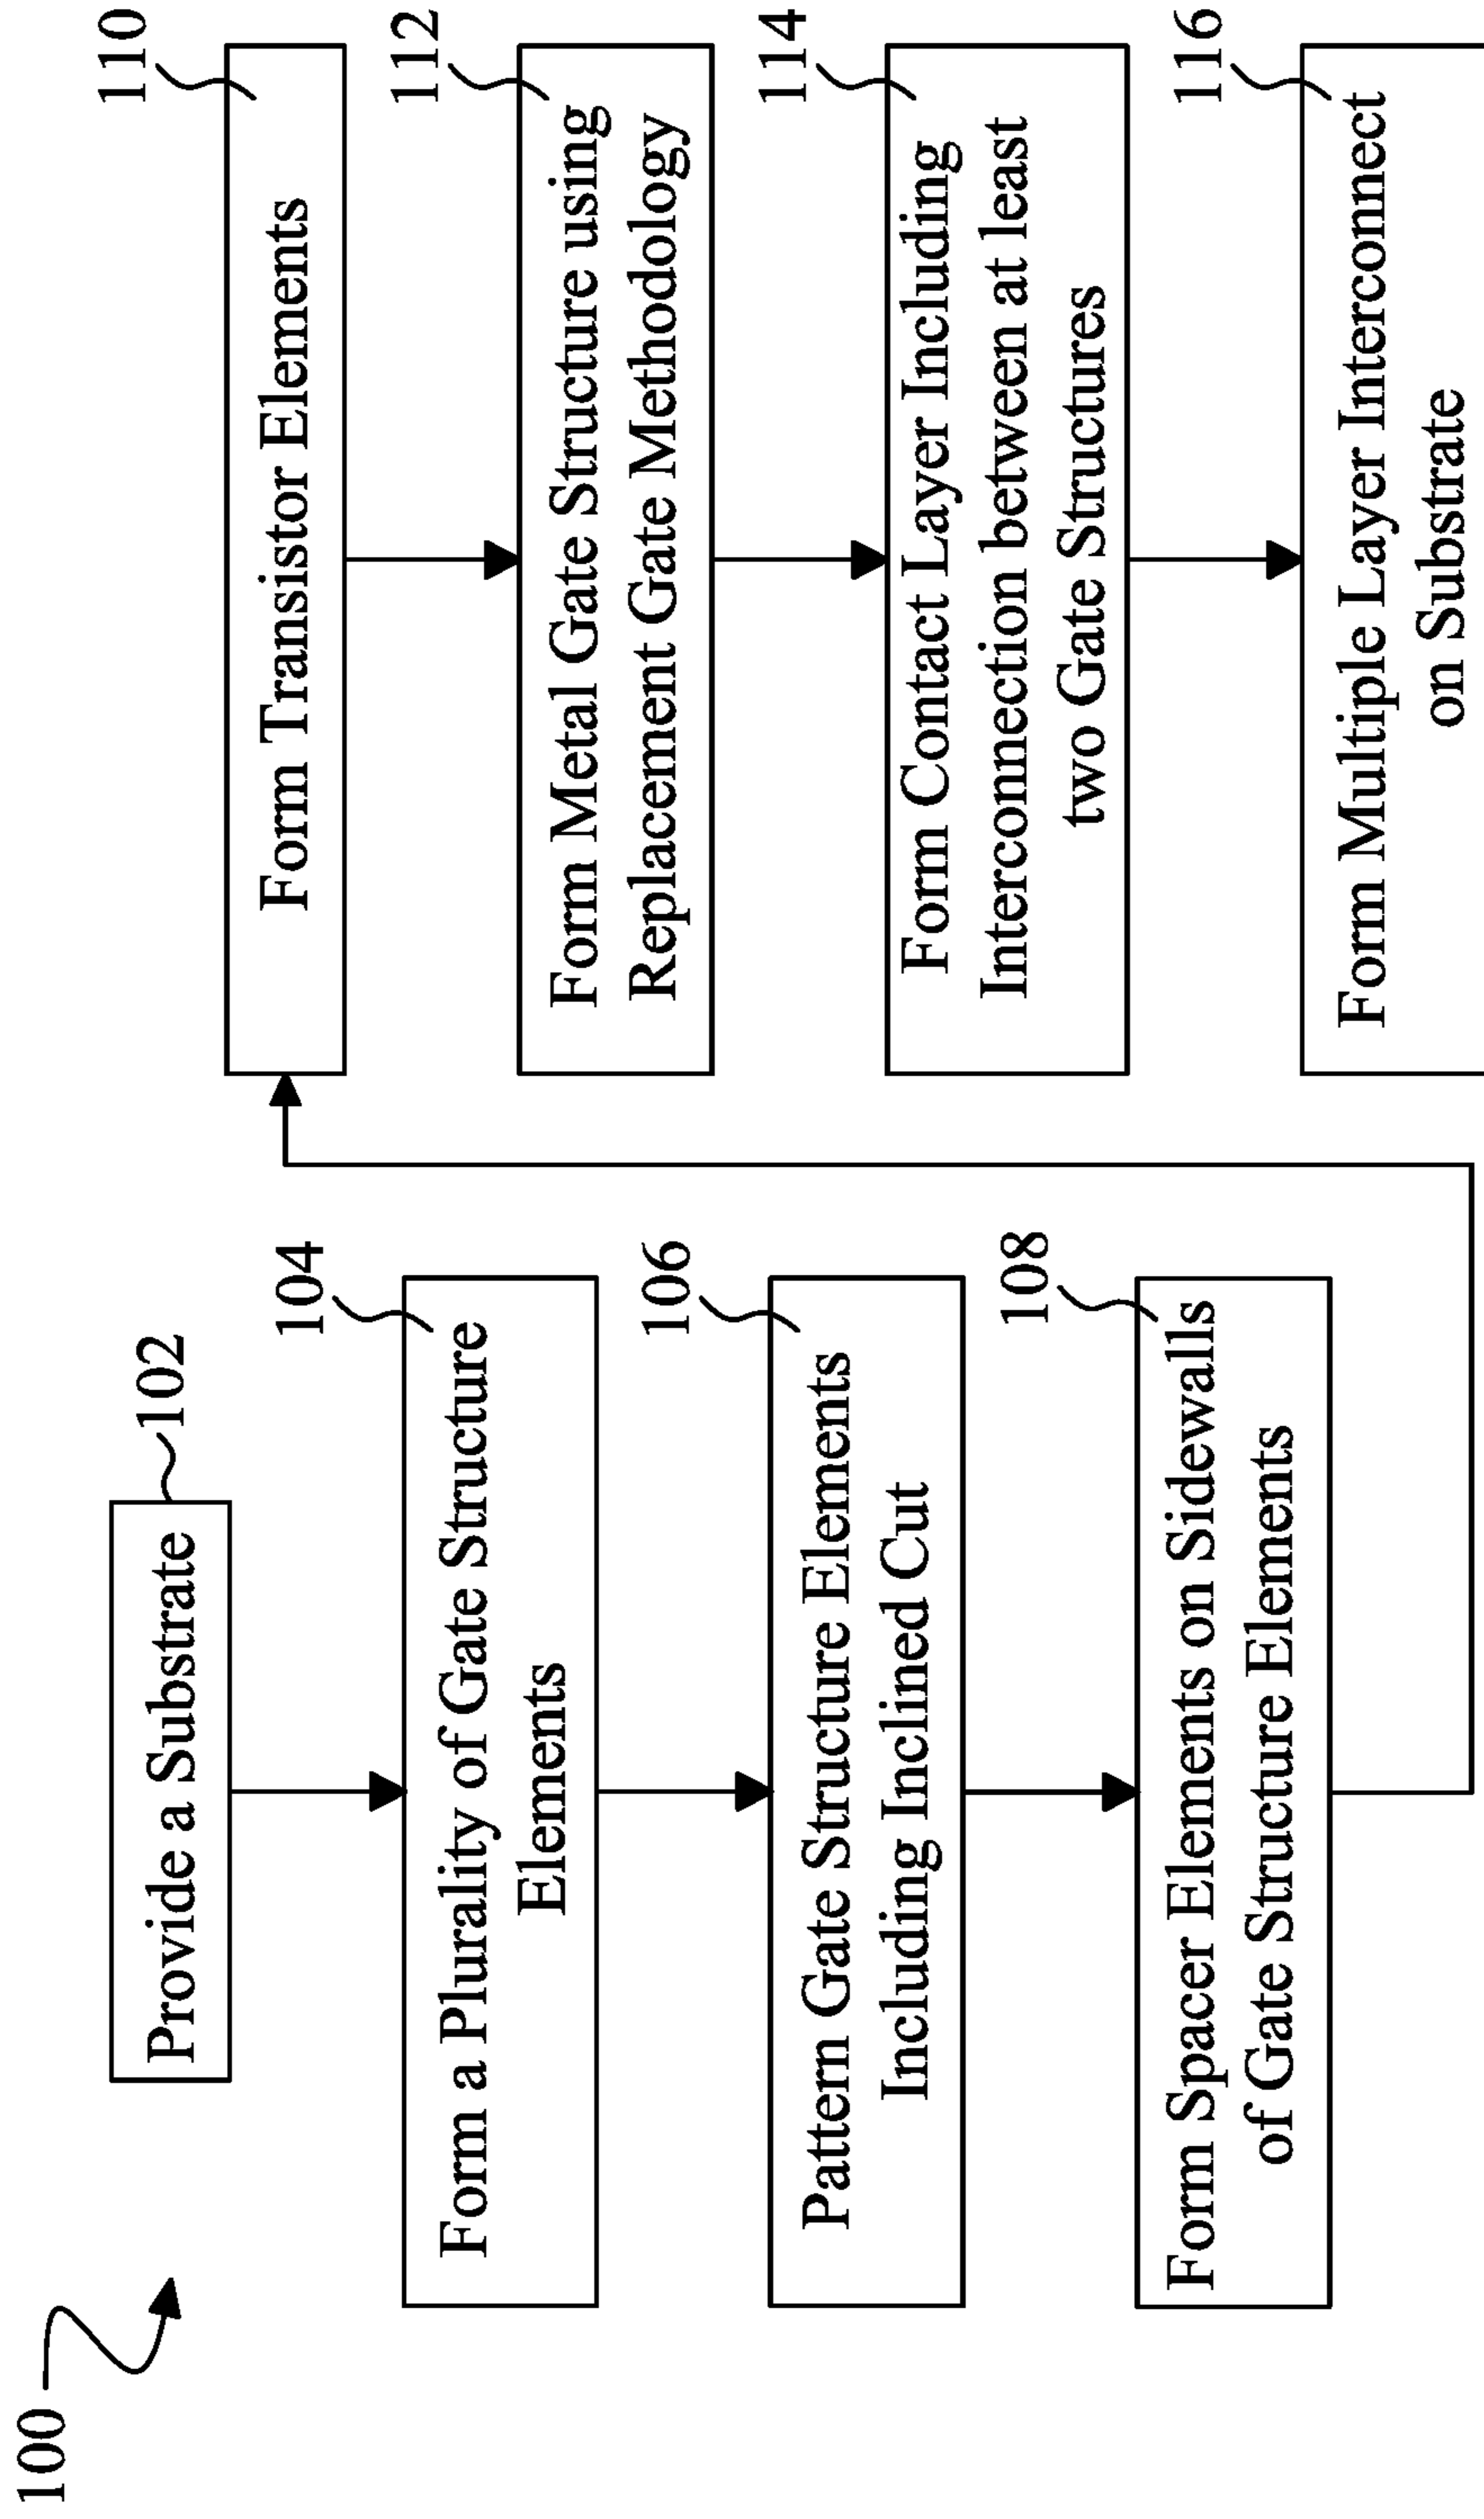 100
Provide a Substrate
102
104
Form a Plurality of Gate Structure
Elements
106
Pattern Gate Structure Elements
Including Inclined Cut
108
Form Spacer Elements on Sidewalls
of Gate Structure Elements
110
Form Transistor Elements
112
Form Metal Gate Structure using
Replacement Gate Methodology
114
Form Contact Layer Including
Interconnection between at least
two Gate Structures
116
Form Multiple Layer Interconnect
on Substrate